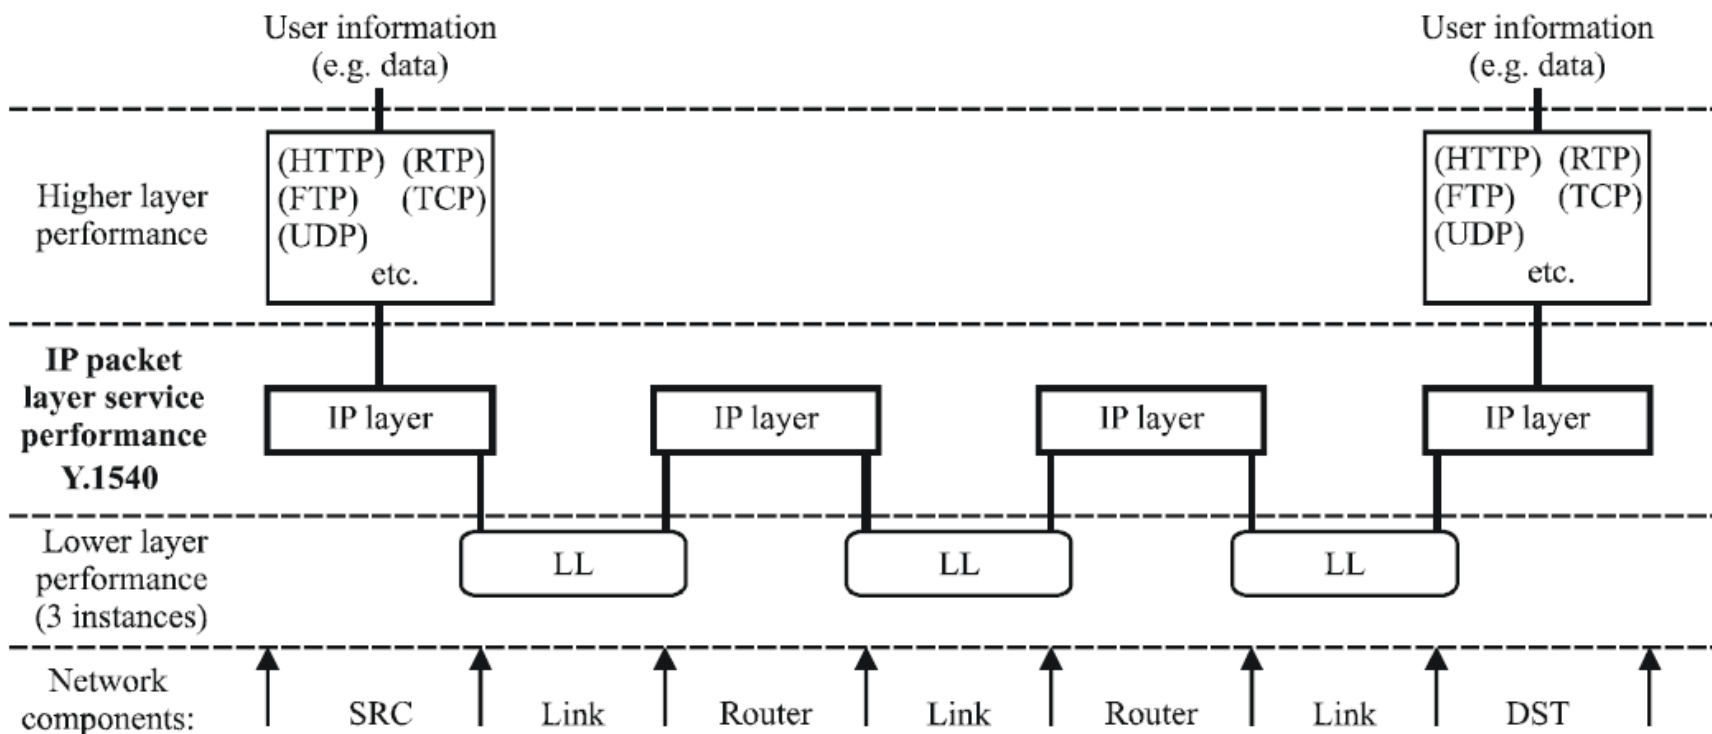 User information
(e.g. data)
User information
(e.g. data)
Higher layer
performance
(HTTP) (RTP)
(FTP) (TCP)
(UDP)
etc.
(HTTP) (RTP)
(FTP) (TCP)
(UDP)
etc.
IP packet
layer service
performance
Y.1540
IP layer
IP layer
IP layer
IP layer
Lower layer
performance
(3 instances)
LL
LL
LL
Network
components:
SRC
Link
Router
Link
Router
Link
DST